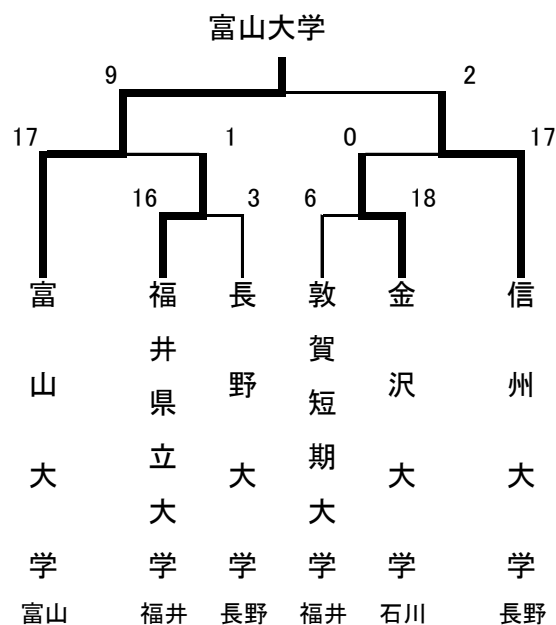 富山大学
9 2
17 1 0 17
16 3 6 18
富山大学
福井県立大学
長野大学
敦賀短期大学
金沢大学
信州大学
富山 福井 長野 福井 石川 長野